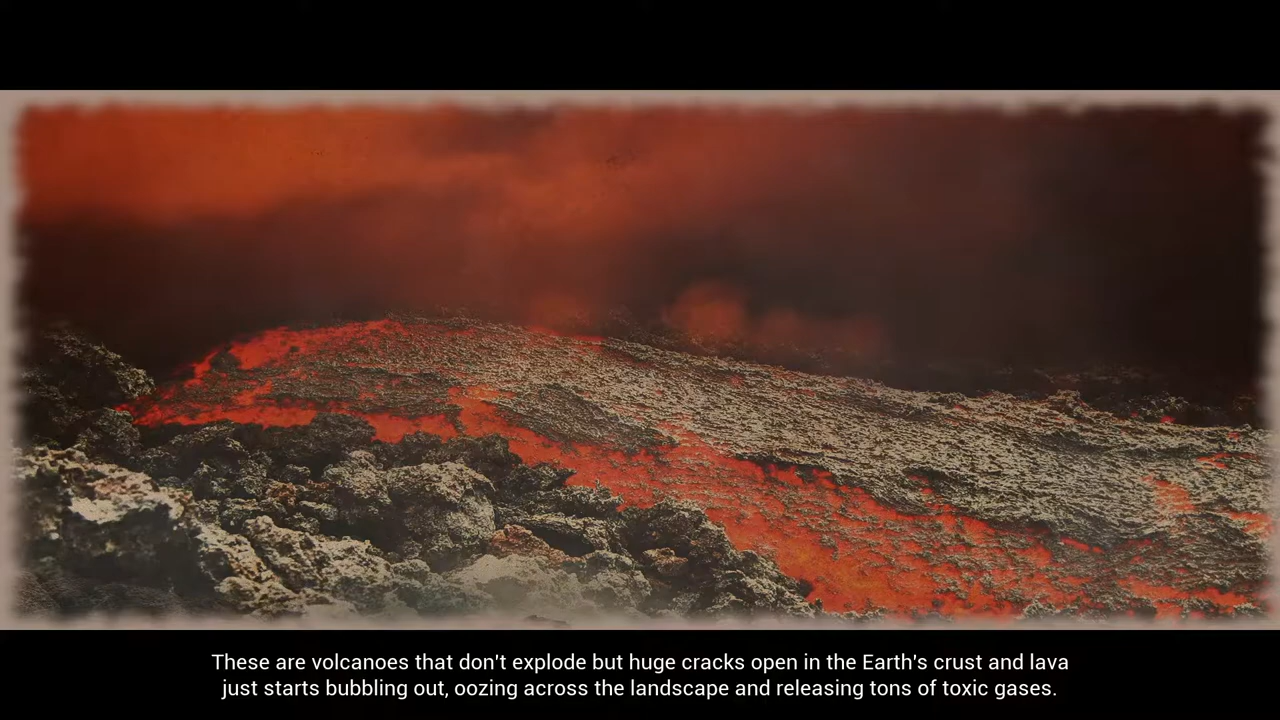 These are volcanoes that don't explode but huge cracks open in the Earth's crust and lava
just starts bubbling out, oozing across the landscape and releasing tons of toxic gases.